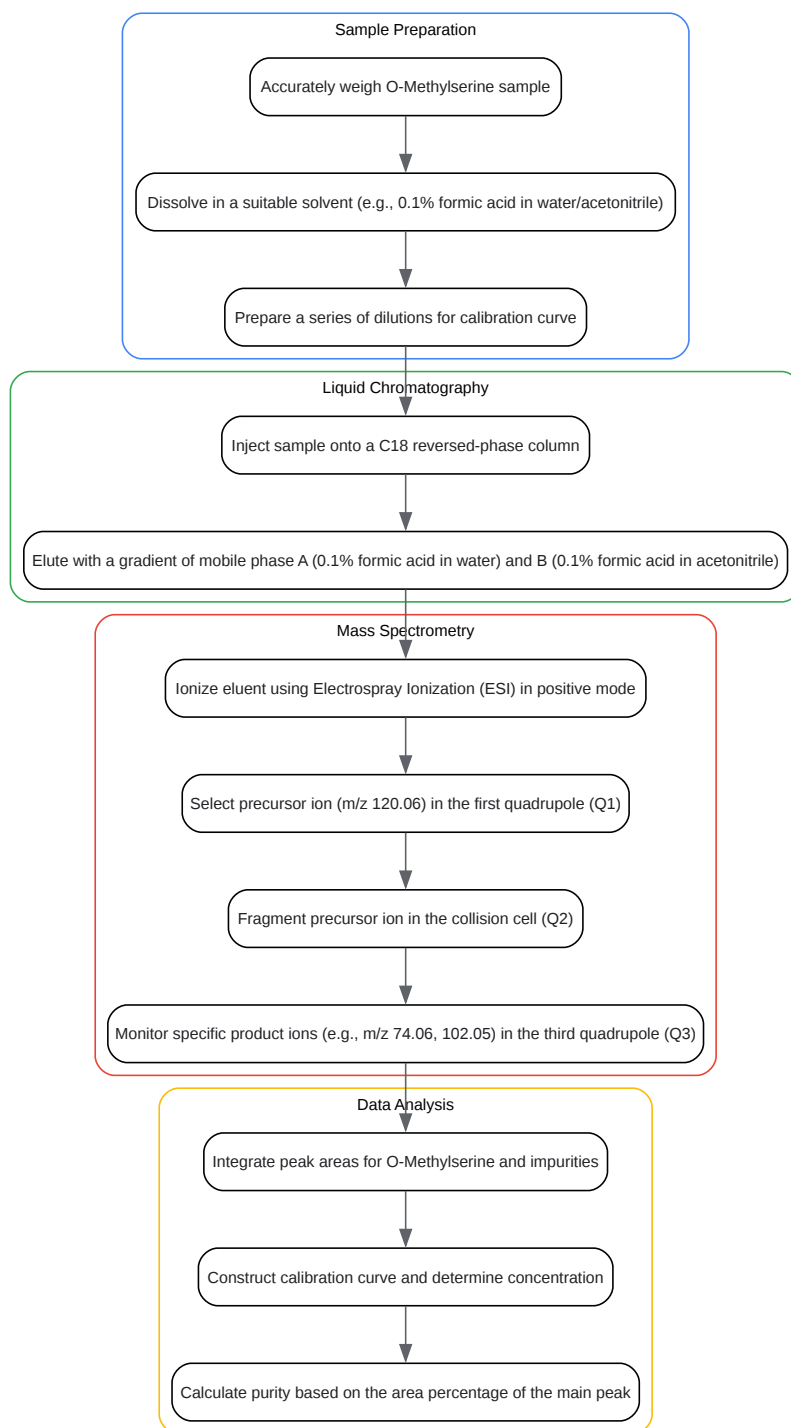 Sample Preparation
Accurately weigh O-Methylserine sample
Dissolve in a suitable solvent (e.g., 0.1% formic acid in water/acetonitrile)
Prepare a series of dilutions for calibration curve
Liquid Chromatography
Inject sample onto a C18 reversed-phase column
Elute with a gradient of mobile phase A (0.1% formic acid in water) and B (0.1% formic acid in acetonitrile)
Mass Spectrometry
Ionize eluent using Electrospray Ionization (ESI) in positive mode
Select precursor ion (m/z 120.06) in the first quadrupole (Q1)
Fragment precursor ion in the collision cell (Q2)
Monitor specific product ions (e.g., m/z 74.06, 102.05) in the third quadrupole (Q3)
Data Analysis
Integrate peak areas for O-Methylserine and impurities
Construct calibration curve and determine concentration
Calculate purity based on the area percentage of the main peak